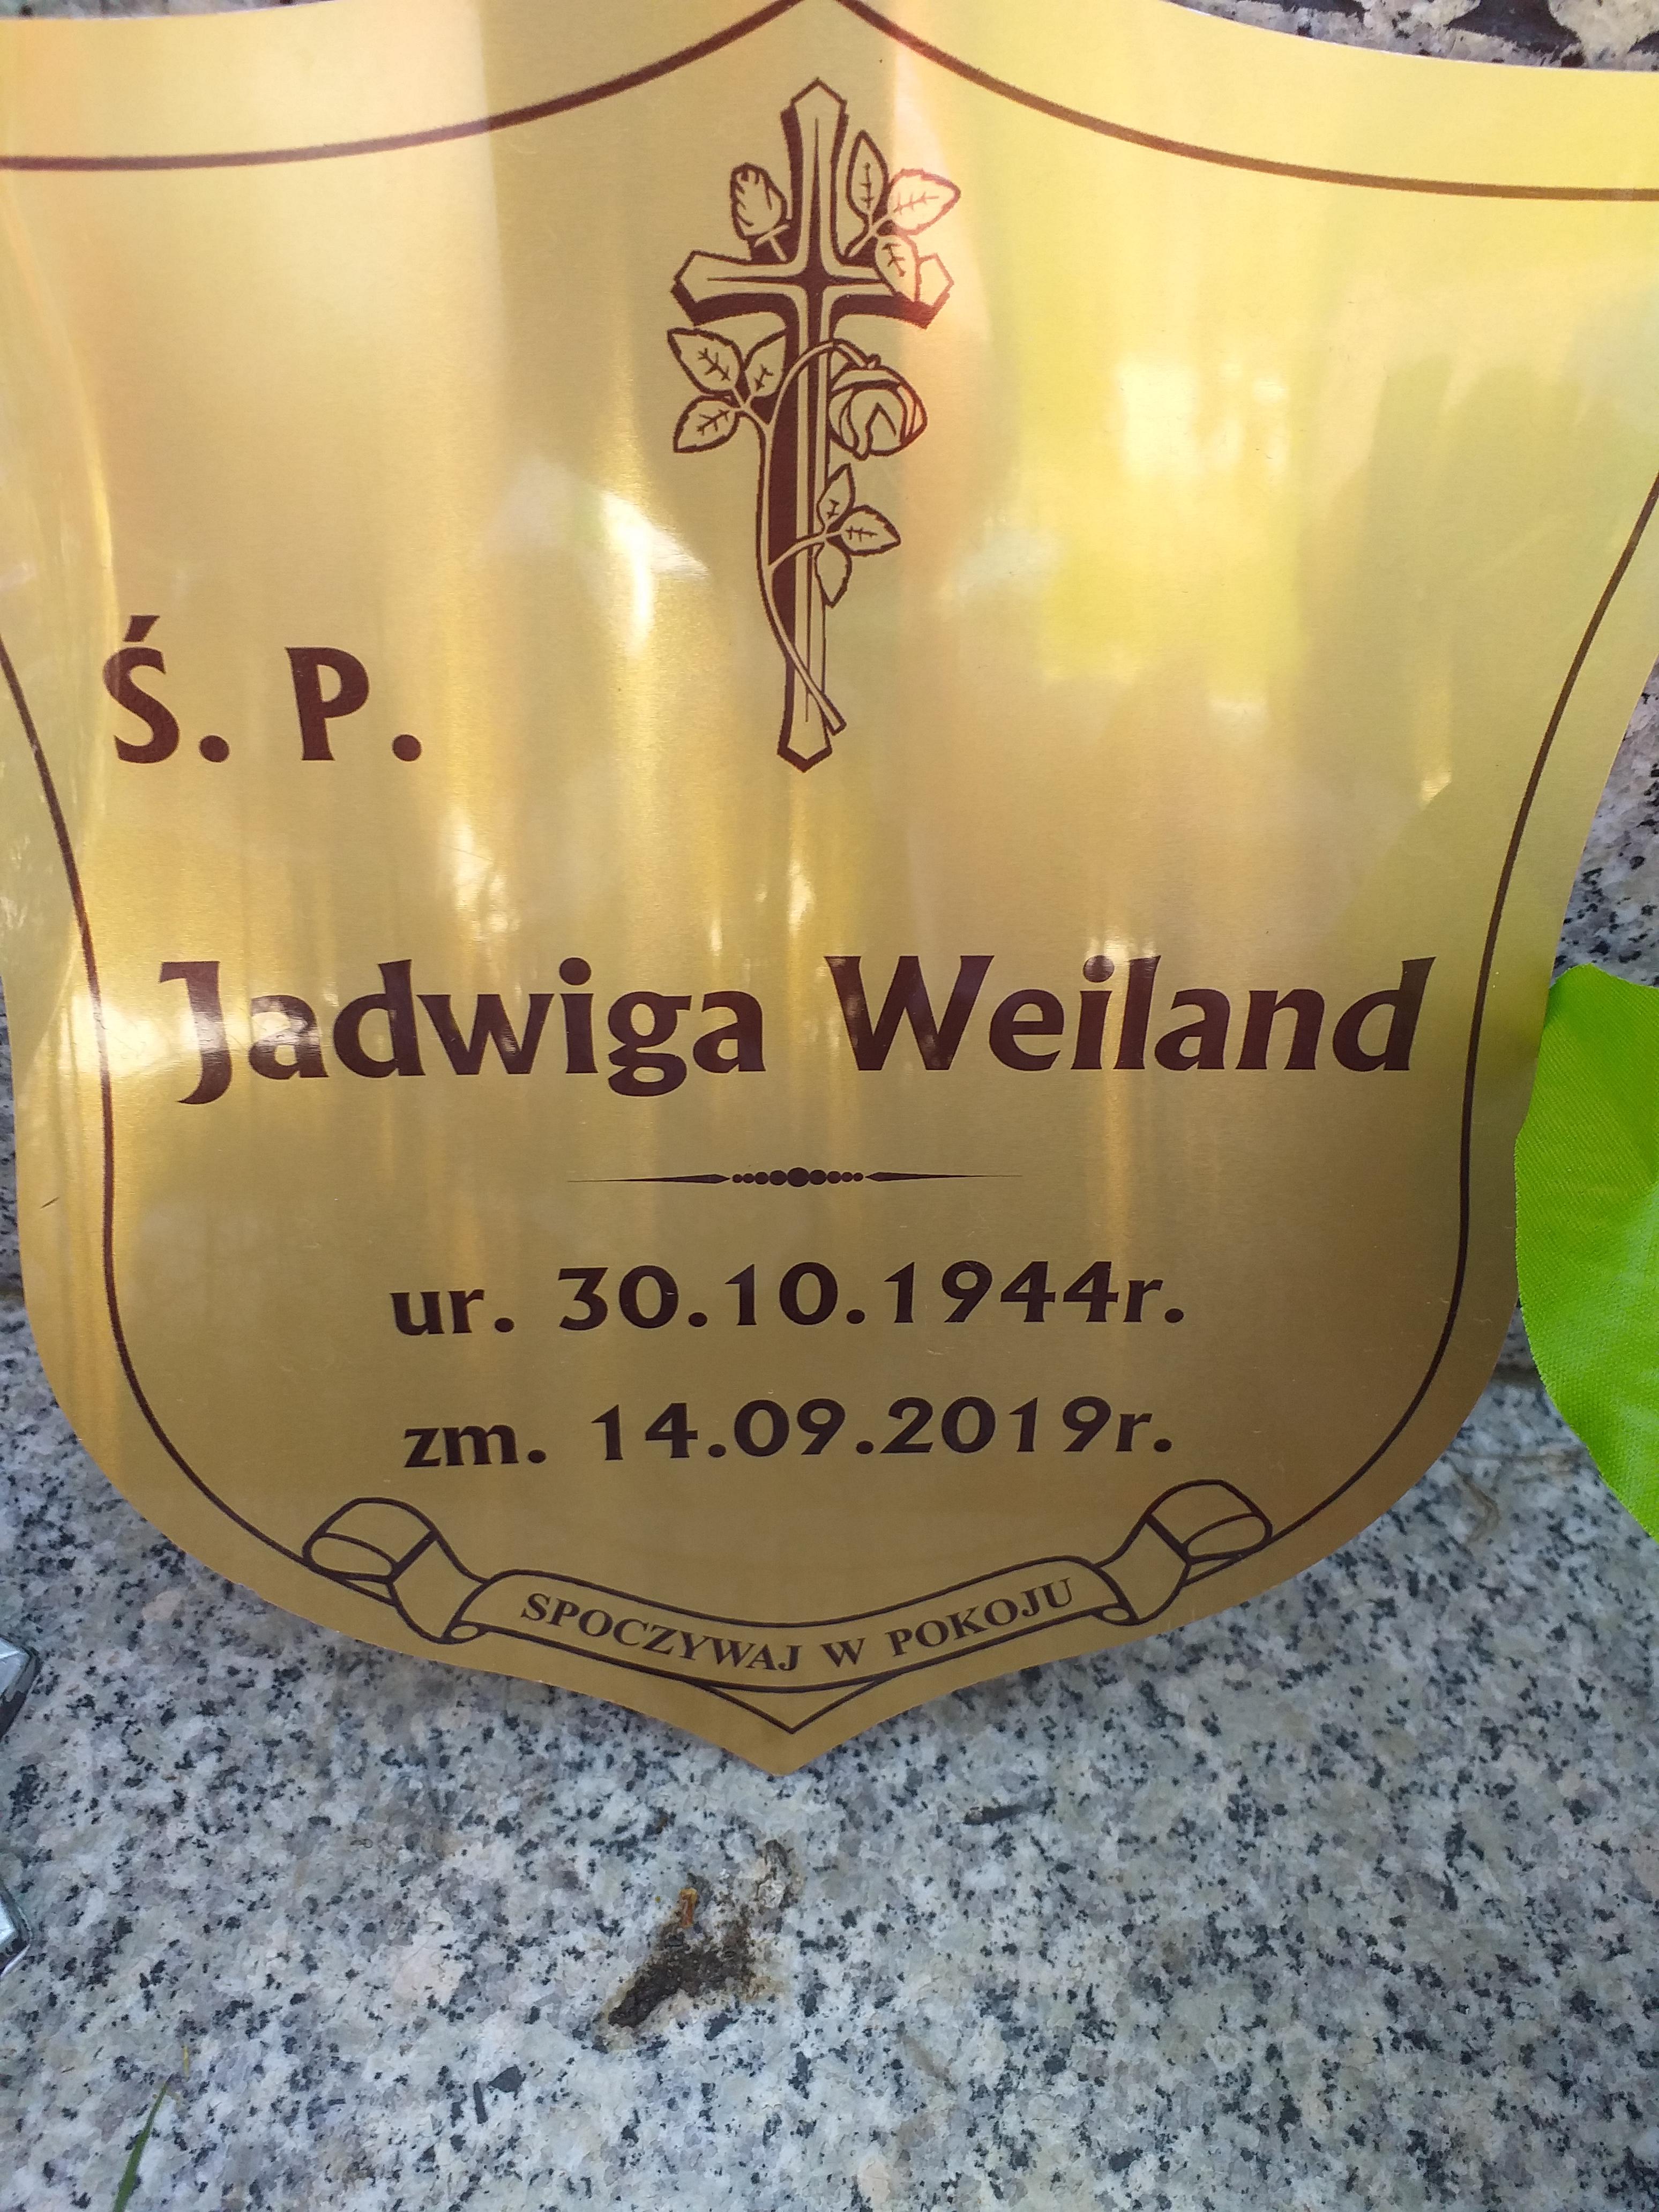 Ś. P.
Jadwiga Weiland
ur. 30.10.1944r.
zm. 14.09.2019r.
SPOCZYWAJ W POKOJU